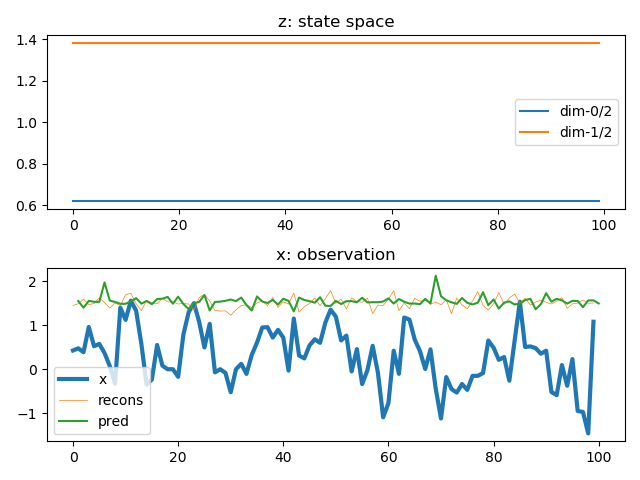 z: state space
1.4
1.2
1.0
0.8
0.6
dim-0/2
dim-1/2
0 20 40 60 80 100
x: observation
2
1
0
−1
x
recons
pred
0 20 40 60 80 100